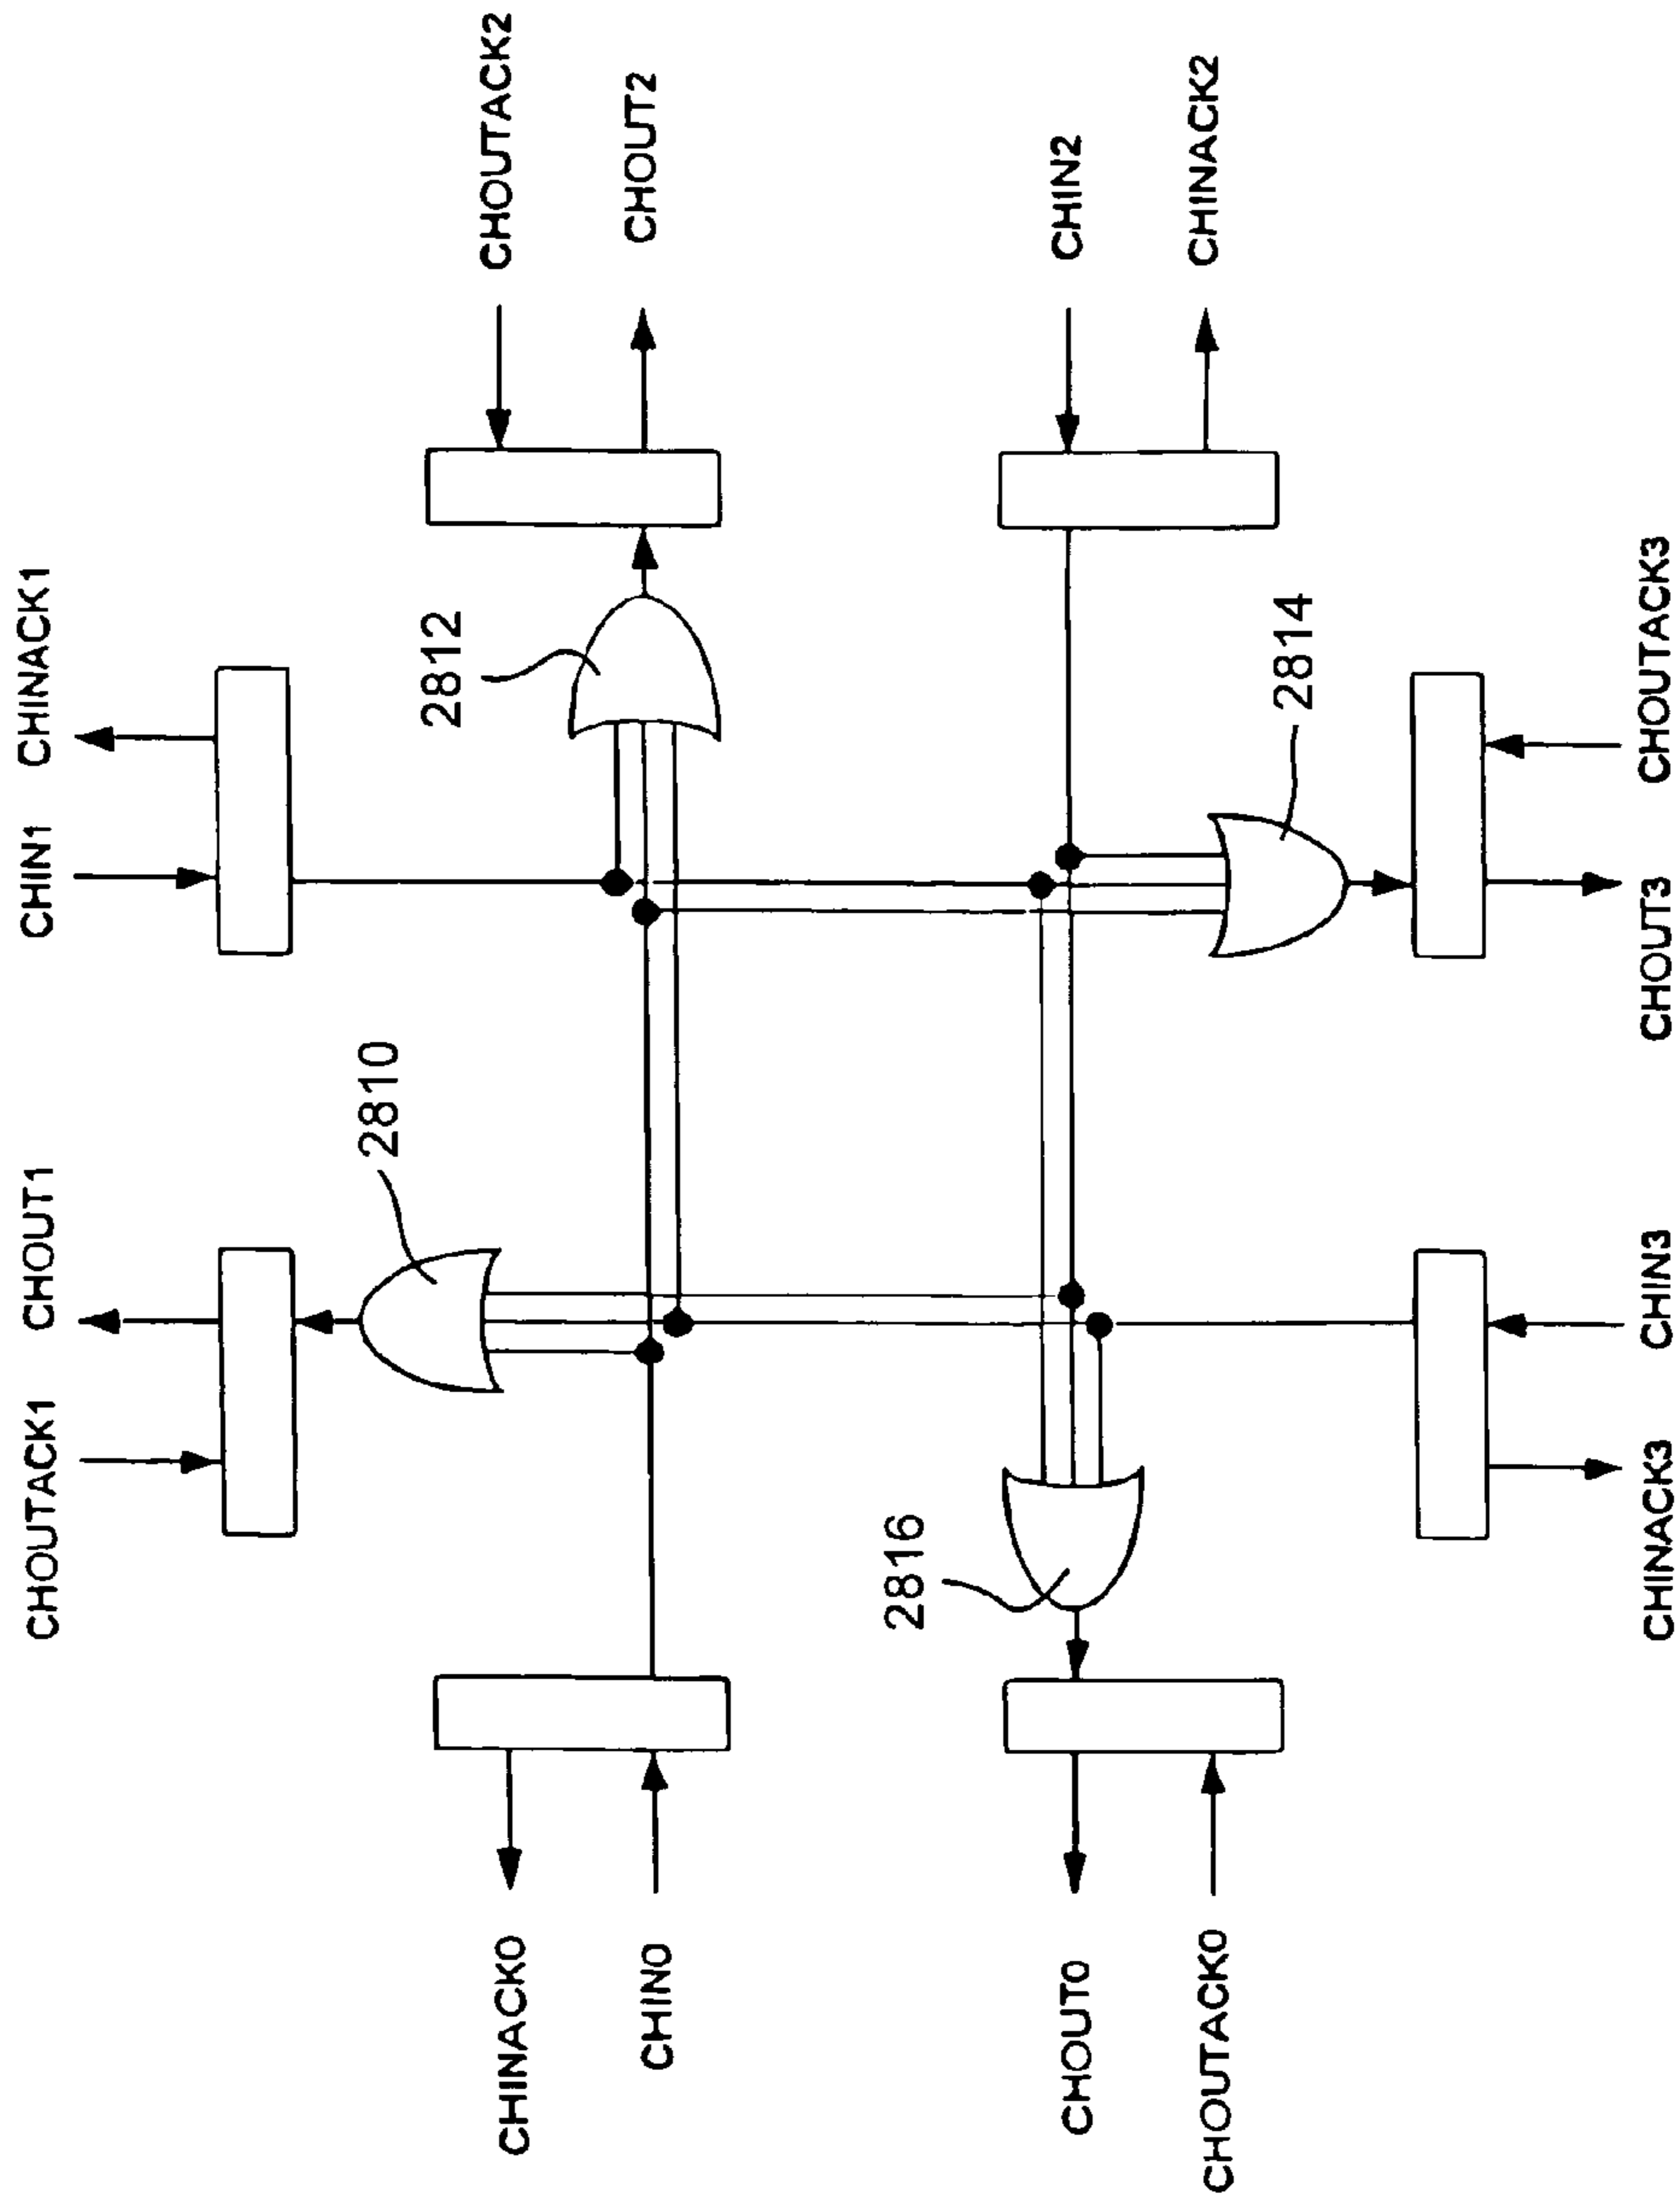 CHOUTACK1
CHOUT1
CHIN1
CHINACK1
2810
2812
CHINACK0
CHIN0
CHOUTACK2
CHOUT2
2816
2814
CHOUT0
CHOUTACK0
CHIN2
CHINACK2
CHINACK3
CHIN3
CHOUT3
CHOUTACK3